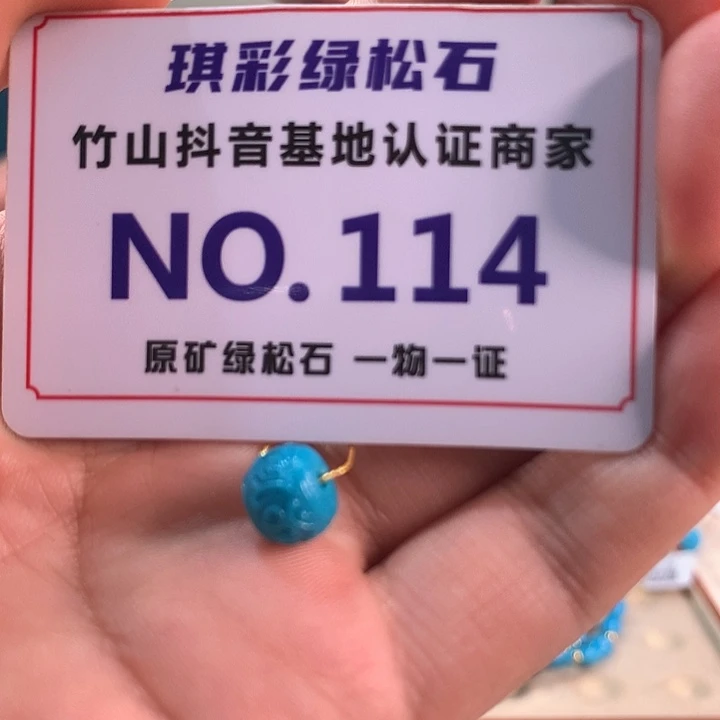 琪彩绿松石
竹山抖音基地认证商家
NO.114
原矿绿松石 一物一证